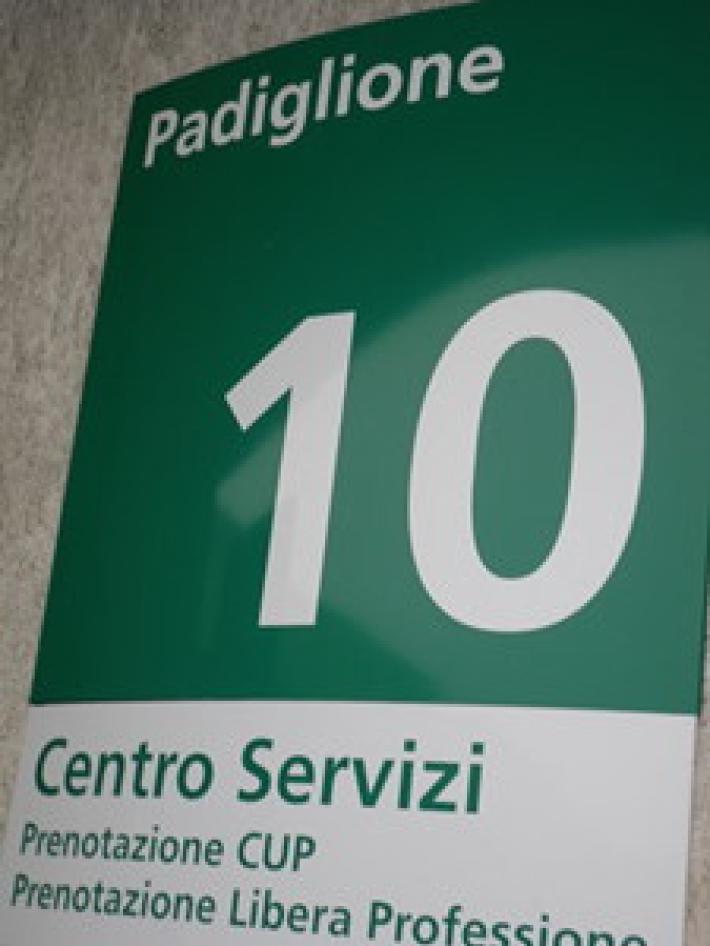 Padiglione
10
Centro Servizi
Prenotazione CUP
Prenotazione Libera Professione